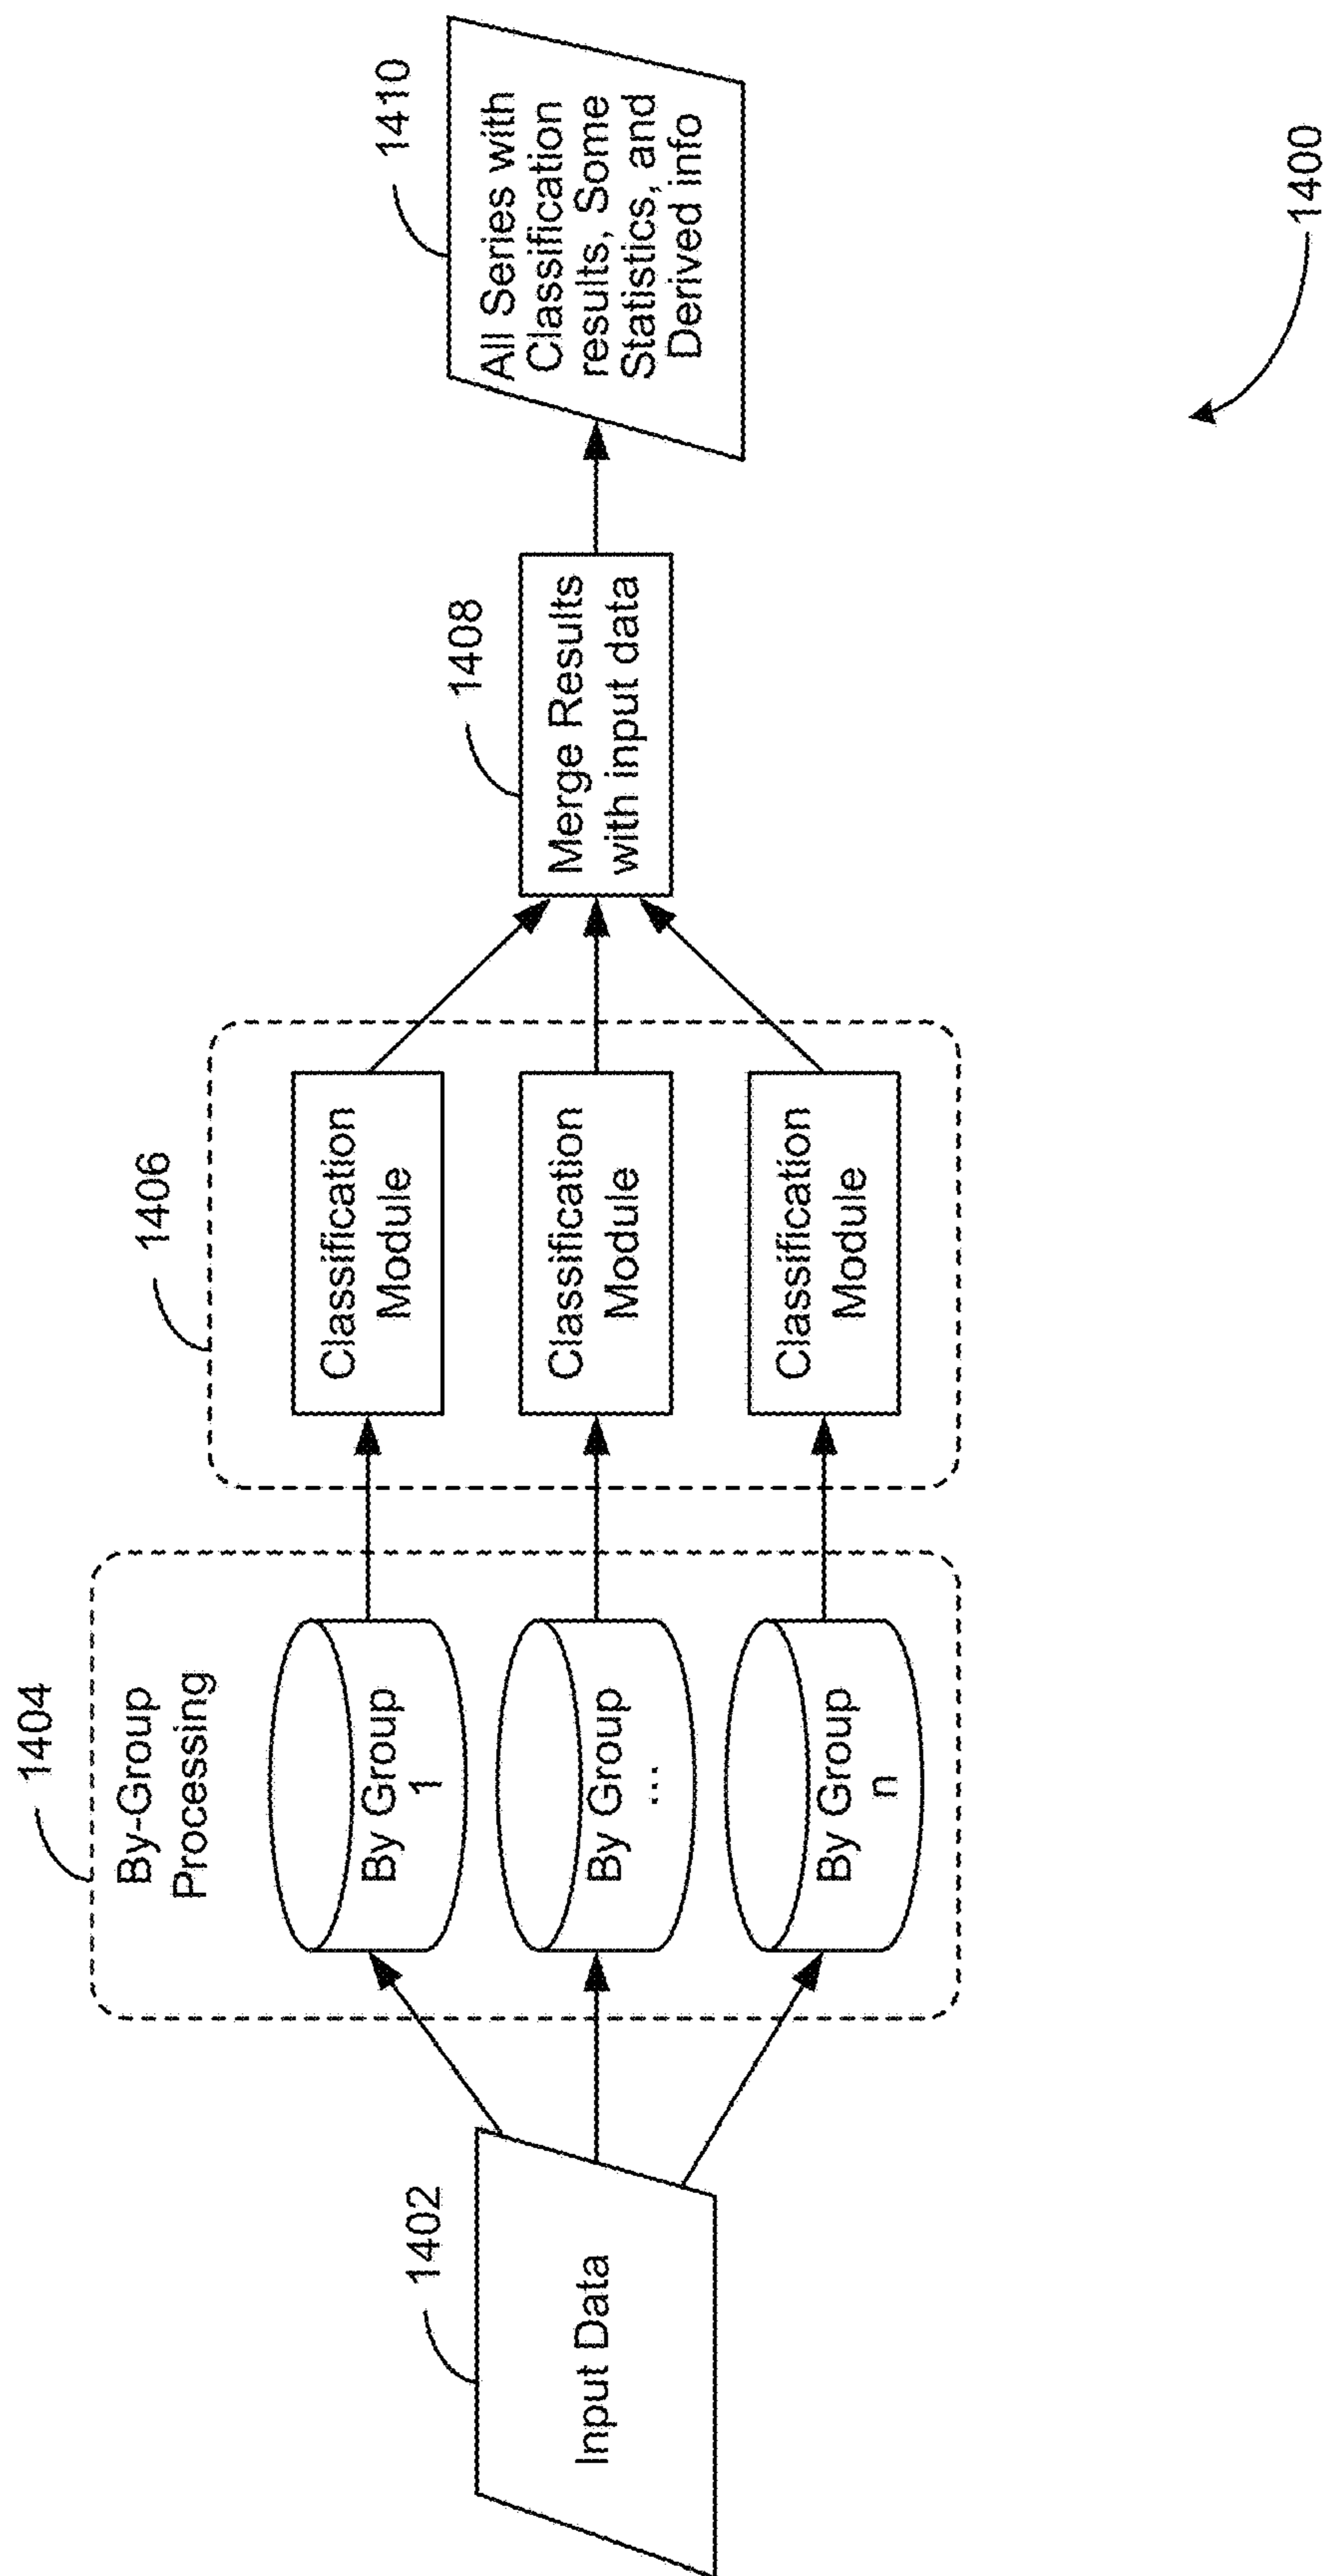 1402
Input Data
1404
By-Group
Processing
By Group
1
By Group
...
By Group
n
1406
Classification
Module
Classification
Module
Classification
Module
1408
Merge Results
with input data
1410
All Series with
Classification
results, Some
Statistics, and
Derived info
1400